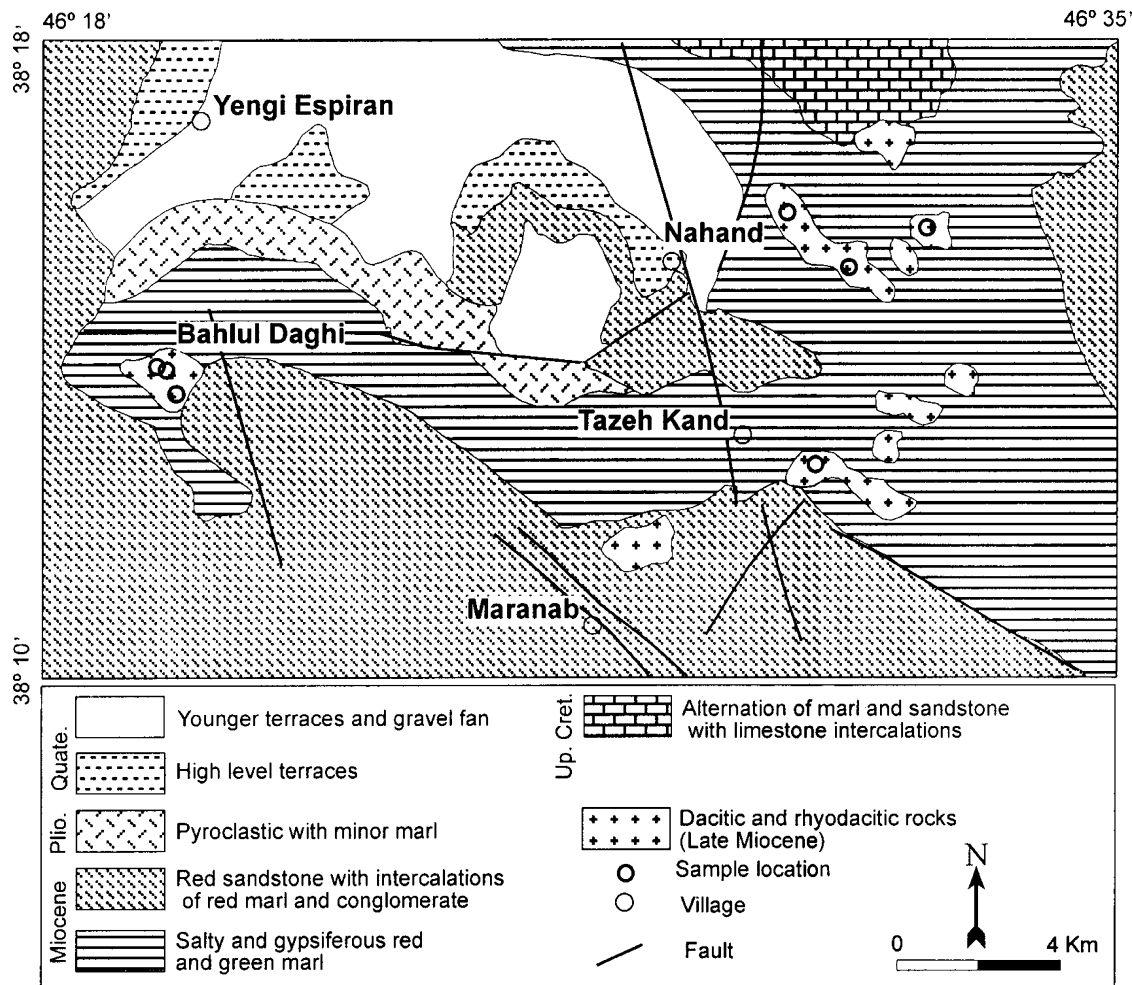 46º 18'
46º 35'
38º 18'
Yengi Espiran
Nahand
Bahlul Daghi
Tazeh Kand
Maranab
38º 10'
Quate.
Younger terraces and gravel fan
High level terraces
Plio.
Pyroclastic with minor marl
Miocene
Red sandstone with intercalations
of red marl and conglomerate
Salty and gypsiferous red
and green marl
Up. Cret.
Alternation of marl and sandstone
with limestone intercalations
Dacitic and rhyodacitic rocks
(Late Miocene)
Sample location
Village
Fault
N
0 4 Km